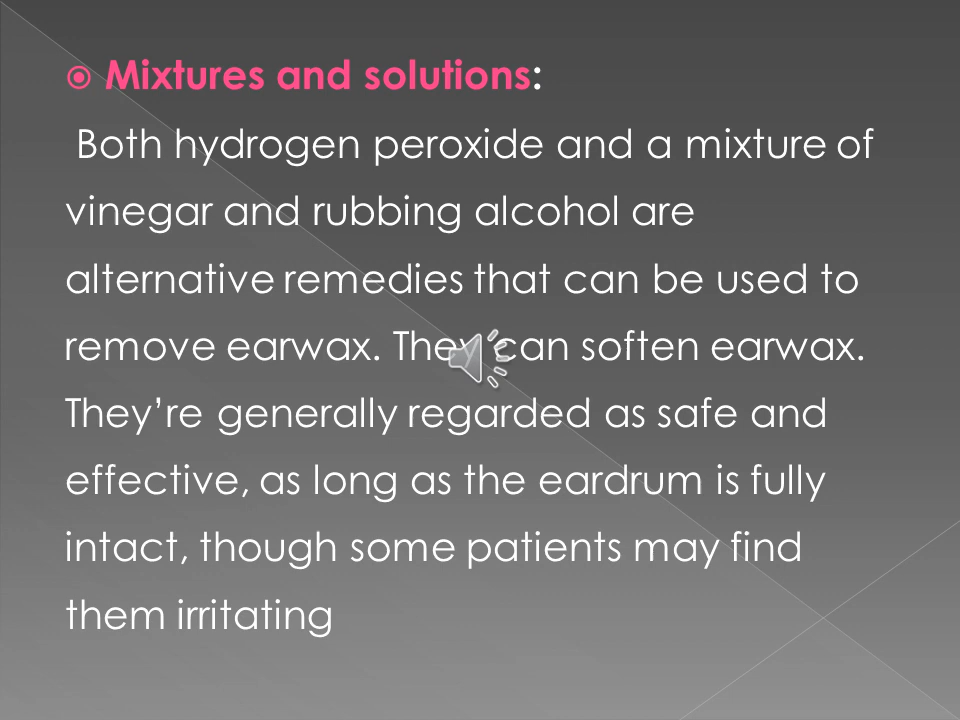 Mixtures and solutions:
Both hydrogen peroxide and a mixture of
vinegar and rubbing alcohol are
alternative remedies that can be used to
remove earwax. They can soften earwax.
They’re generally regarded as safe and
effective, as long as the eardrum is fully
intact, though some patients may find
them irritating